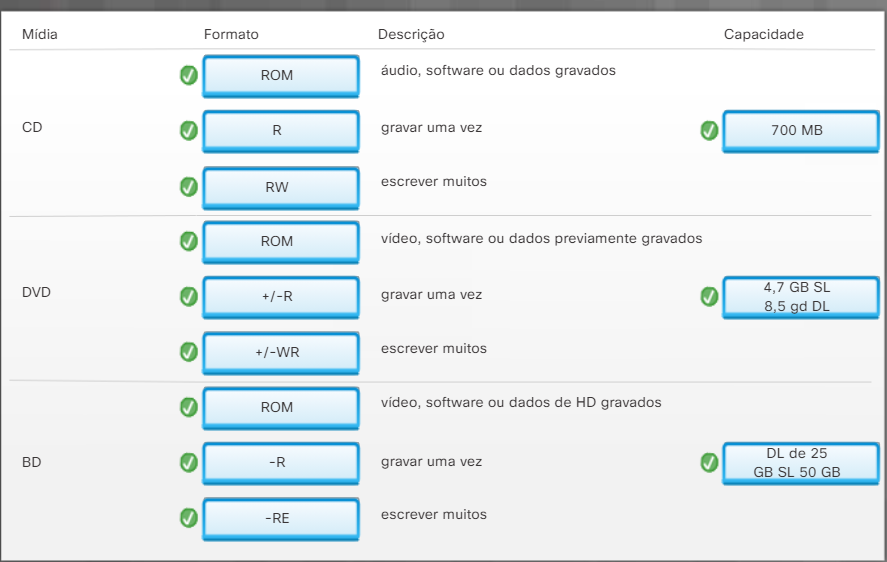 Mídia Formato Descrição Capacidade
ROM áudio, software ou dados gravados
CD R gravar uma vez 700 MB
RW escrever muitos
ROM vídeo, software ou dados previamente gravados
DVD +/-R gravar uma vez 4,7 GB SL
8,5 gd DL
+/-WR escrever muitos
ROM vídeo, software ou dados de HD gravados
BD -R gravar uma vez DL de 25
GB SL 50 GB
-RE escrever muitos